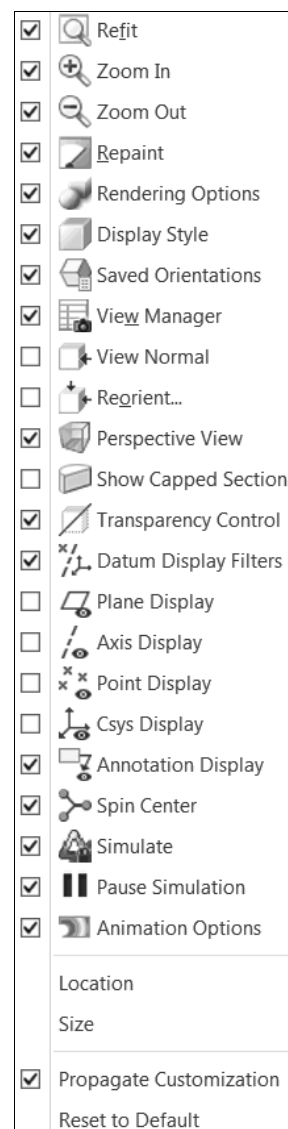 Refit
Zoom In
Zoom Out
Repaint
Rendering Options
Display Style
Saved Orientations
View Manager
View Normal
Reorient...
Perspective View
Show Capped Section
Transparency Control
Datum Display Filters
Plane Display
Axis Display
Point Display
Csys Display
Annotation Display
Spin Center
Simulate
Pause Simulation
Animation Options
Location
Size
Propagate Customization
Reset to Default